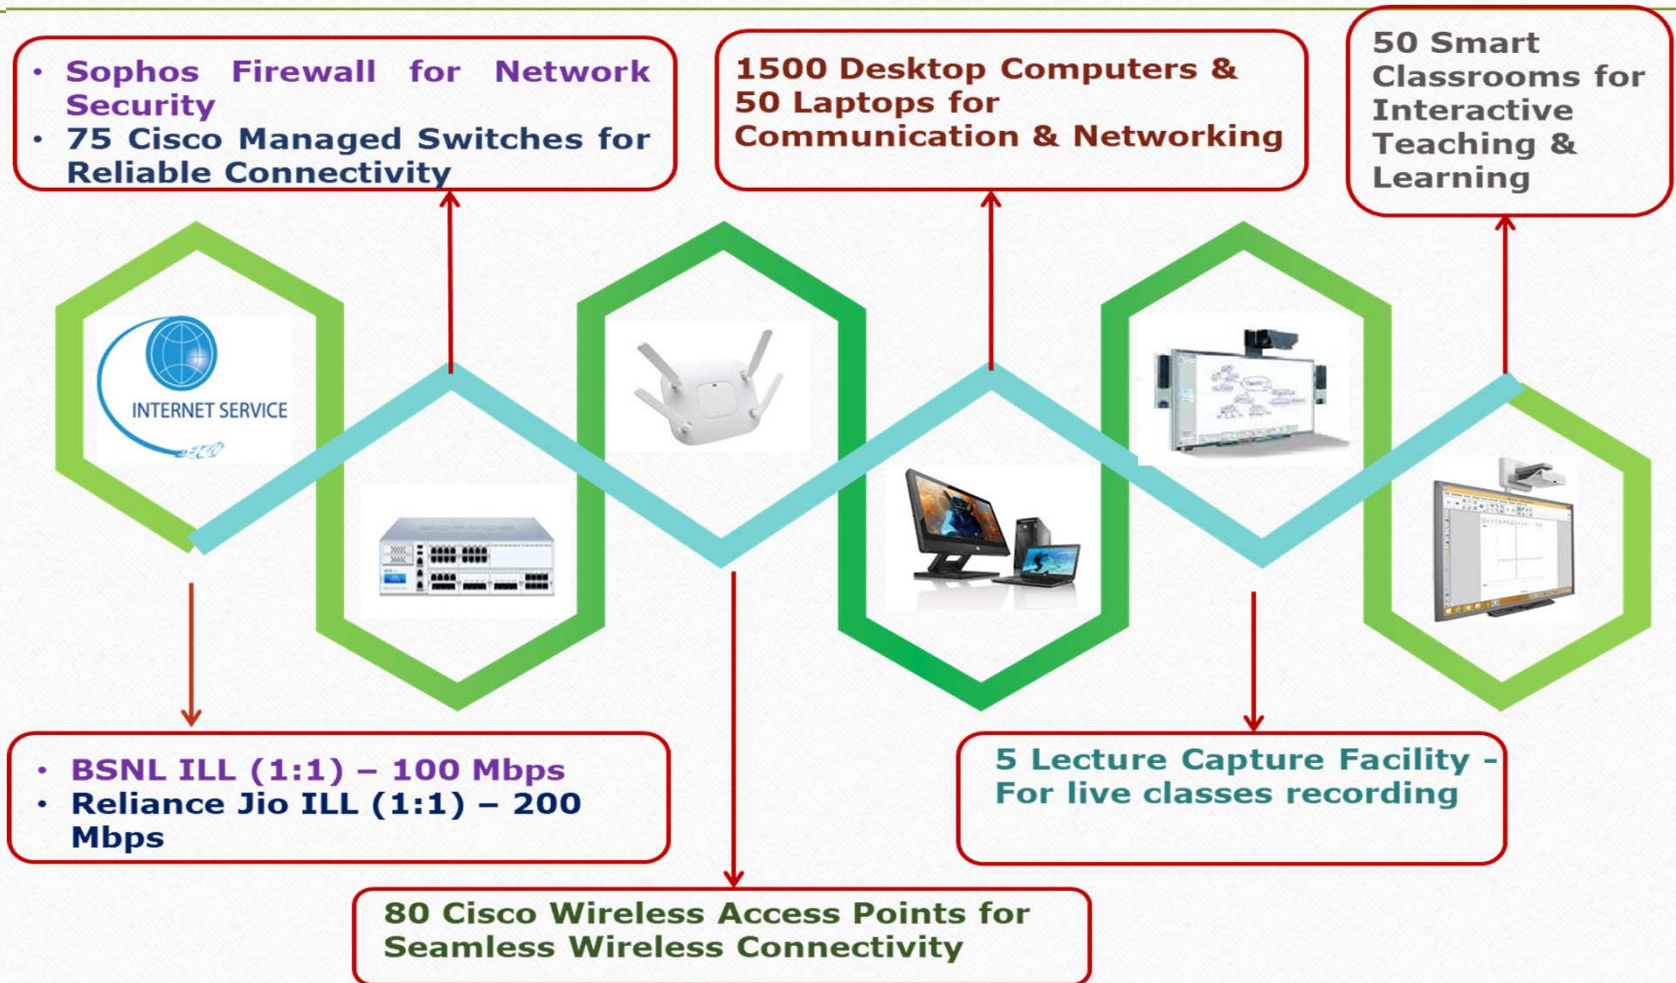 • Sophos Firewall for Network
Security
• 75 Cisco Managed Switches for
Reliable Connectivity
1500 Desktop Computers &
50 Laptops for
Communication & Networking
50 Smart
Classrooms for
Interactive
Teaching &
Learning
INTERNET SERVICE
SOPHOS
• BSNL ILL (1:1) – 100 Mbps
• Reliance Jio ILL (1:1) – 200
Mbps
5 Lecture Capture Facility -
For live classes recording
80 Cisco Wireless Access Points for
Seamless Wireless Connectivity